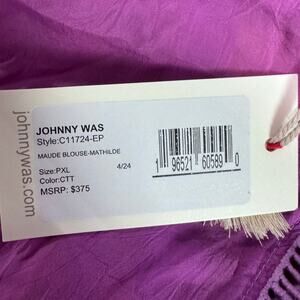 johnnywas.com
JOHNNY WAS
Style:C11724-EP
MAUDE BLOUSE-MATHILDE
Size:PXL 4/24
Color:CTT
MSRP: $375
1 96521 60589 0